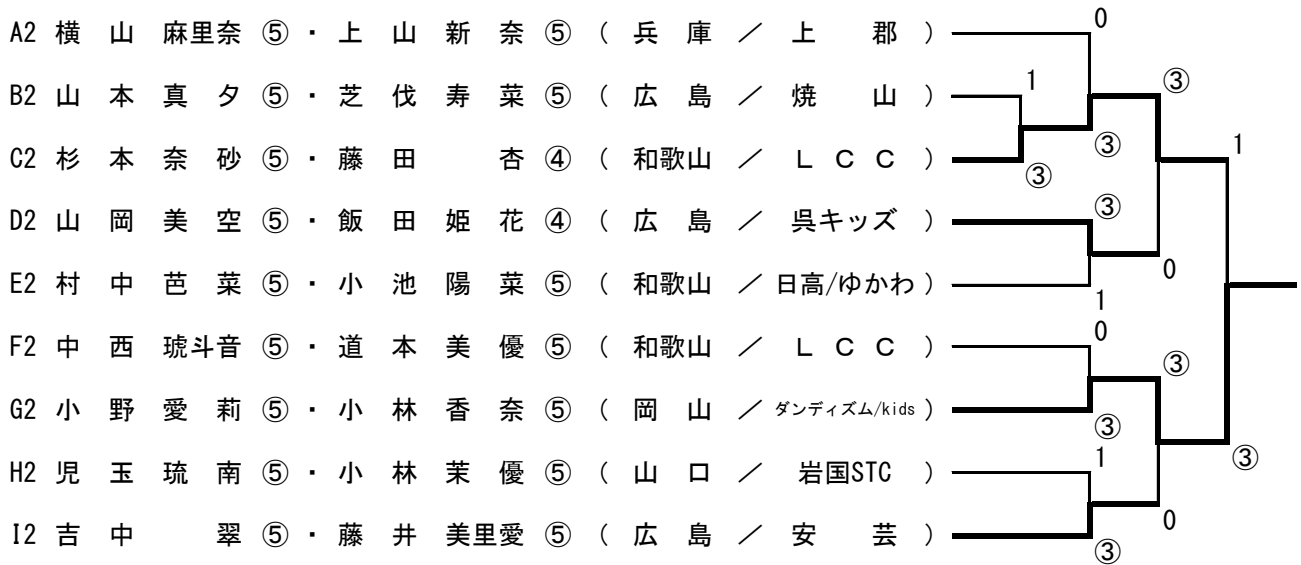 A2 横山 麻里奈 ⑤ ・ 上山新奈 ⑤ ( 兵庫 / 上郡 ) 0
B2 山本真夕 ⑤ ・ 芝伐寿菜 ⑤ ( 広島 / 焼山 ) 1 ③
C2 杉本奈砂 ⑤ ・ 藤田杏 ④ ( 和歌山 / LCC ) ③ ③ 1
D2 山岡美空 ⑤ ・ 飯田姫花 ④ ( 広島 / 呉キッズ ) ③
E2 村中芭菜 ⑤ ・ 小池陽菜 ⑤ ( 和歌山 / 日高/ゆかわ ) 1 0
F2 中西琥斗音 ⑤ ・ 道本美優 ⑤ ( 和歌山 / LCC ) 0 ③
G2 小野愛莉 ⑤ ・ 小林香奈 ⑤ ( 岡山 / ダンディズム/kids ) ③
H2 児玉琉南 ⑤ ・ 小林茉優 ⑤ ( 山口 / 岩国STC ) 1 ③
I2 吉中翠 ⑤ ・ 藤井美里愛 ⑤ ( 広島 / 安芸 ) ③ 0